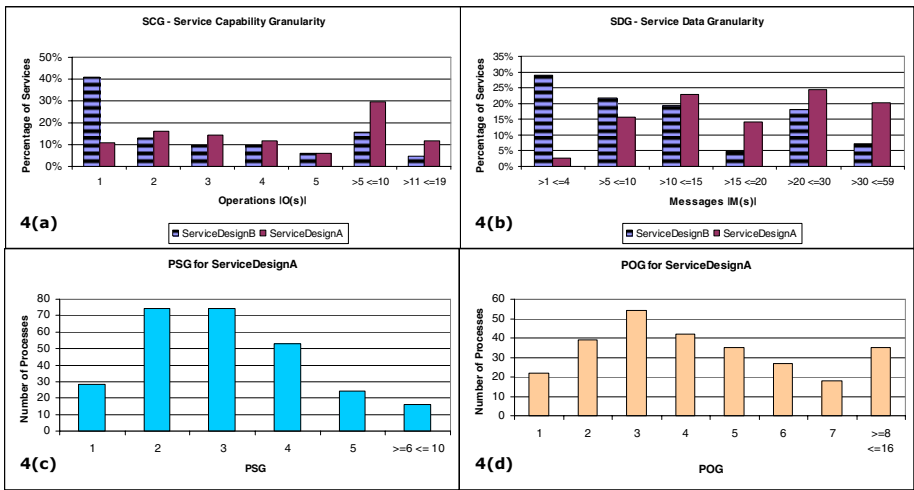 SCG - Service Capability Granularity
Percentage of Services
50%
40%
30%
20%
10%
0%
1 2 3 4 5 >5 <=10 >11 <=19
Operations |O(s)|
4(a)
ServiceDesignB ServiceDesignA
SDG - Service Data Granularity
Percentage of Services
35%
30%
25%
20%
15%
10%
5%
0%
>1 <=4 >5 <=10 >10 <=15 >15 <=20 >20 <=30 >30 <=59
Messages |M(s)|
4(b)
ServiceDesignB ServiceDesignA
PSG for ServiceDesignA
Number of Processes
80
70
60
50
40
30
20
10
0
1 2 3 4 5 >=6 <= 10
4(c)
PSG
POG for ServiceDesignA
Number of Processes
60
50
40
30
20
10
0
1 2 3 4 5 6 7 >=8
<=16
4(d)
POG